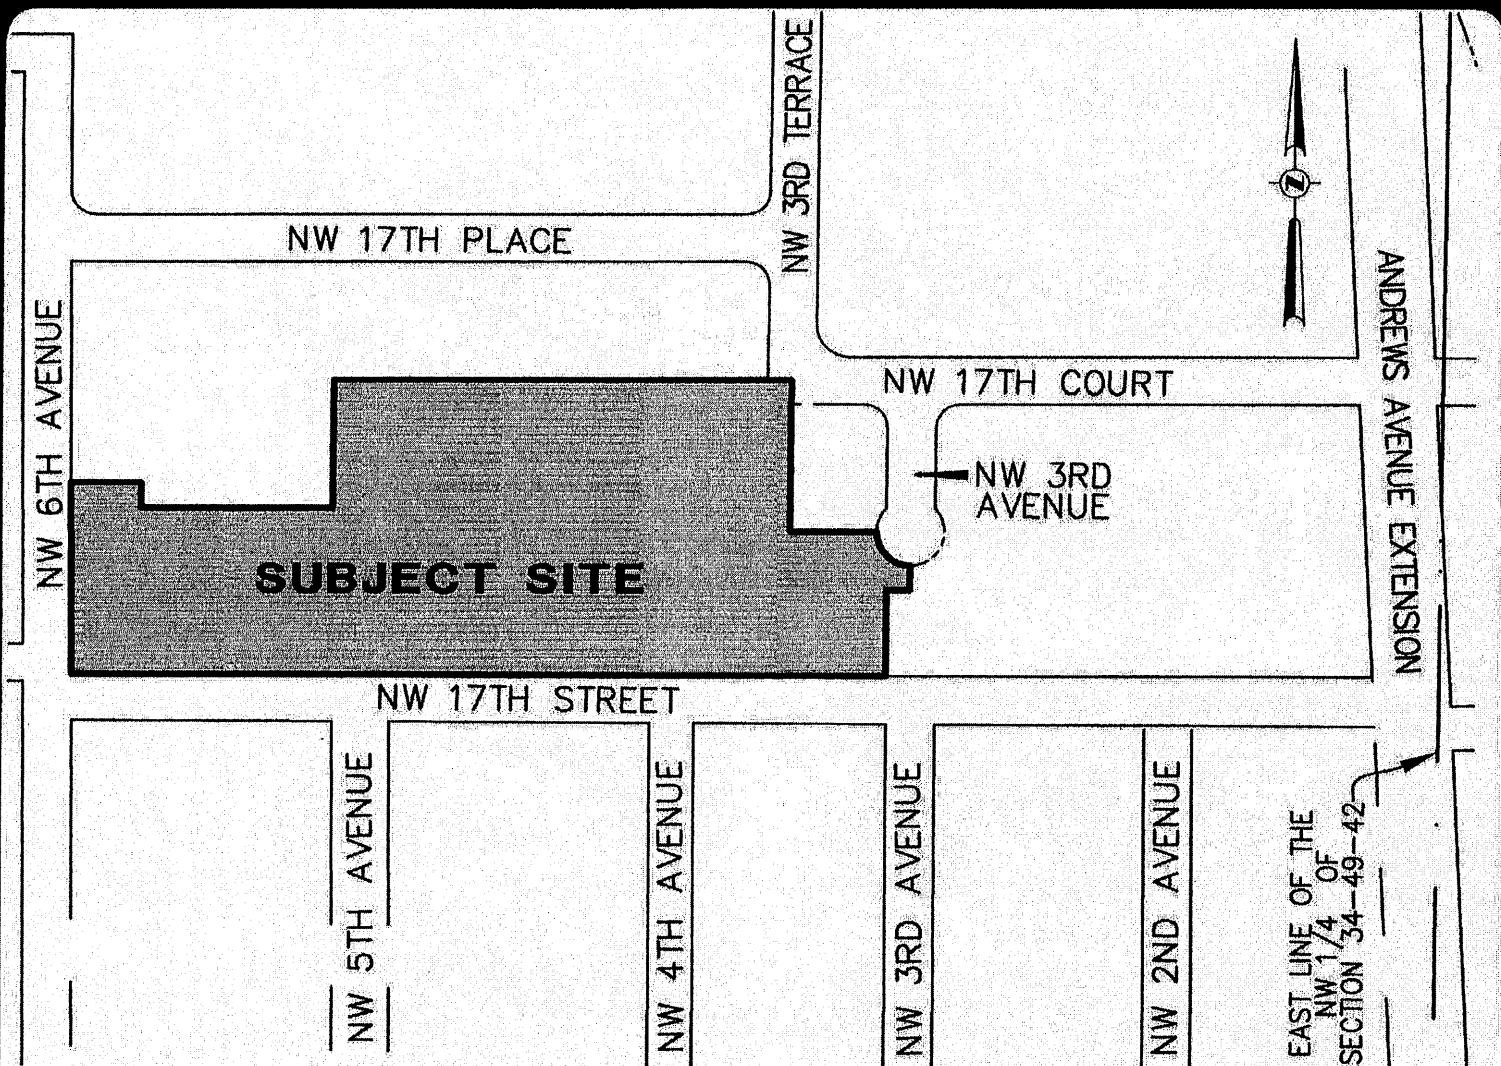 NW 3RD TERRACE
NW 17TH PLACE
N
ANDREWS AVENUE EXTENSION
NW 6TH AVENUE
NW 17TH COURT
NW 3RD
AVENUE
SUBJECT SITE
NW 17TH STREET
NW 5TH AVENUE
NW 4TH AVENUE
NW 3RD AVENUE
NW 2ND AVENUE
EAST LINE OF THE
NW 1/4 OF
SECTION 34-49-42